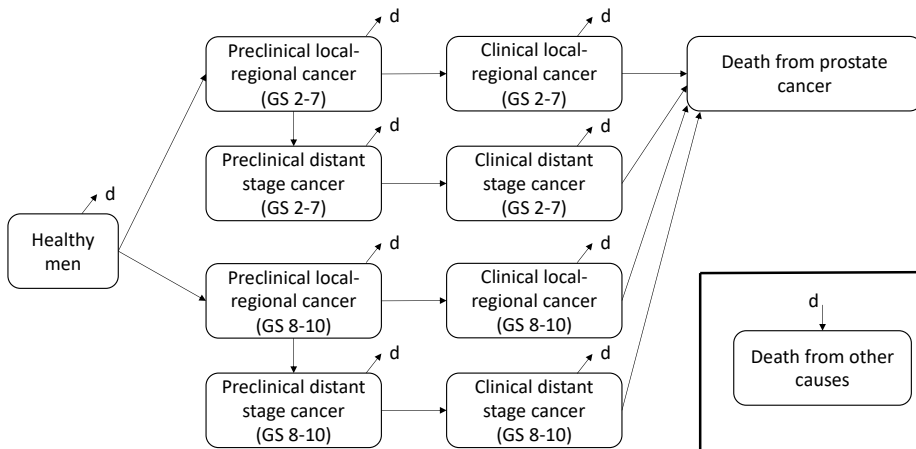 d
Preclinical local-
regional cancer
(GS 2-7)
d
Clinical local-
regional cancer
(GS 2-7)
Death from prostate
cancer
d
Preclinical distant
stage cancer
(GS 2-7)
d
Clinical distant
stage cancer
(GS 2-7)
d
Healthy
men
d
Preclinical local-
regional cancer
(GS 8-10)
d
Clinical local-
regional cancer
(GS 8-10)
d
Preclinical distant
stage cancer
(GS 8-10)
d
Clinical distant
stage cancer
(GS 8-10)
d
Death from other
causes